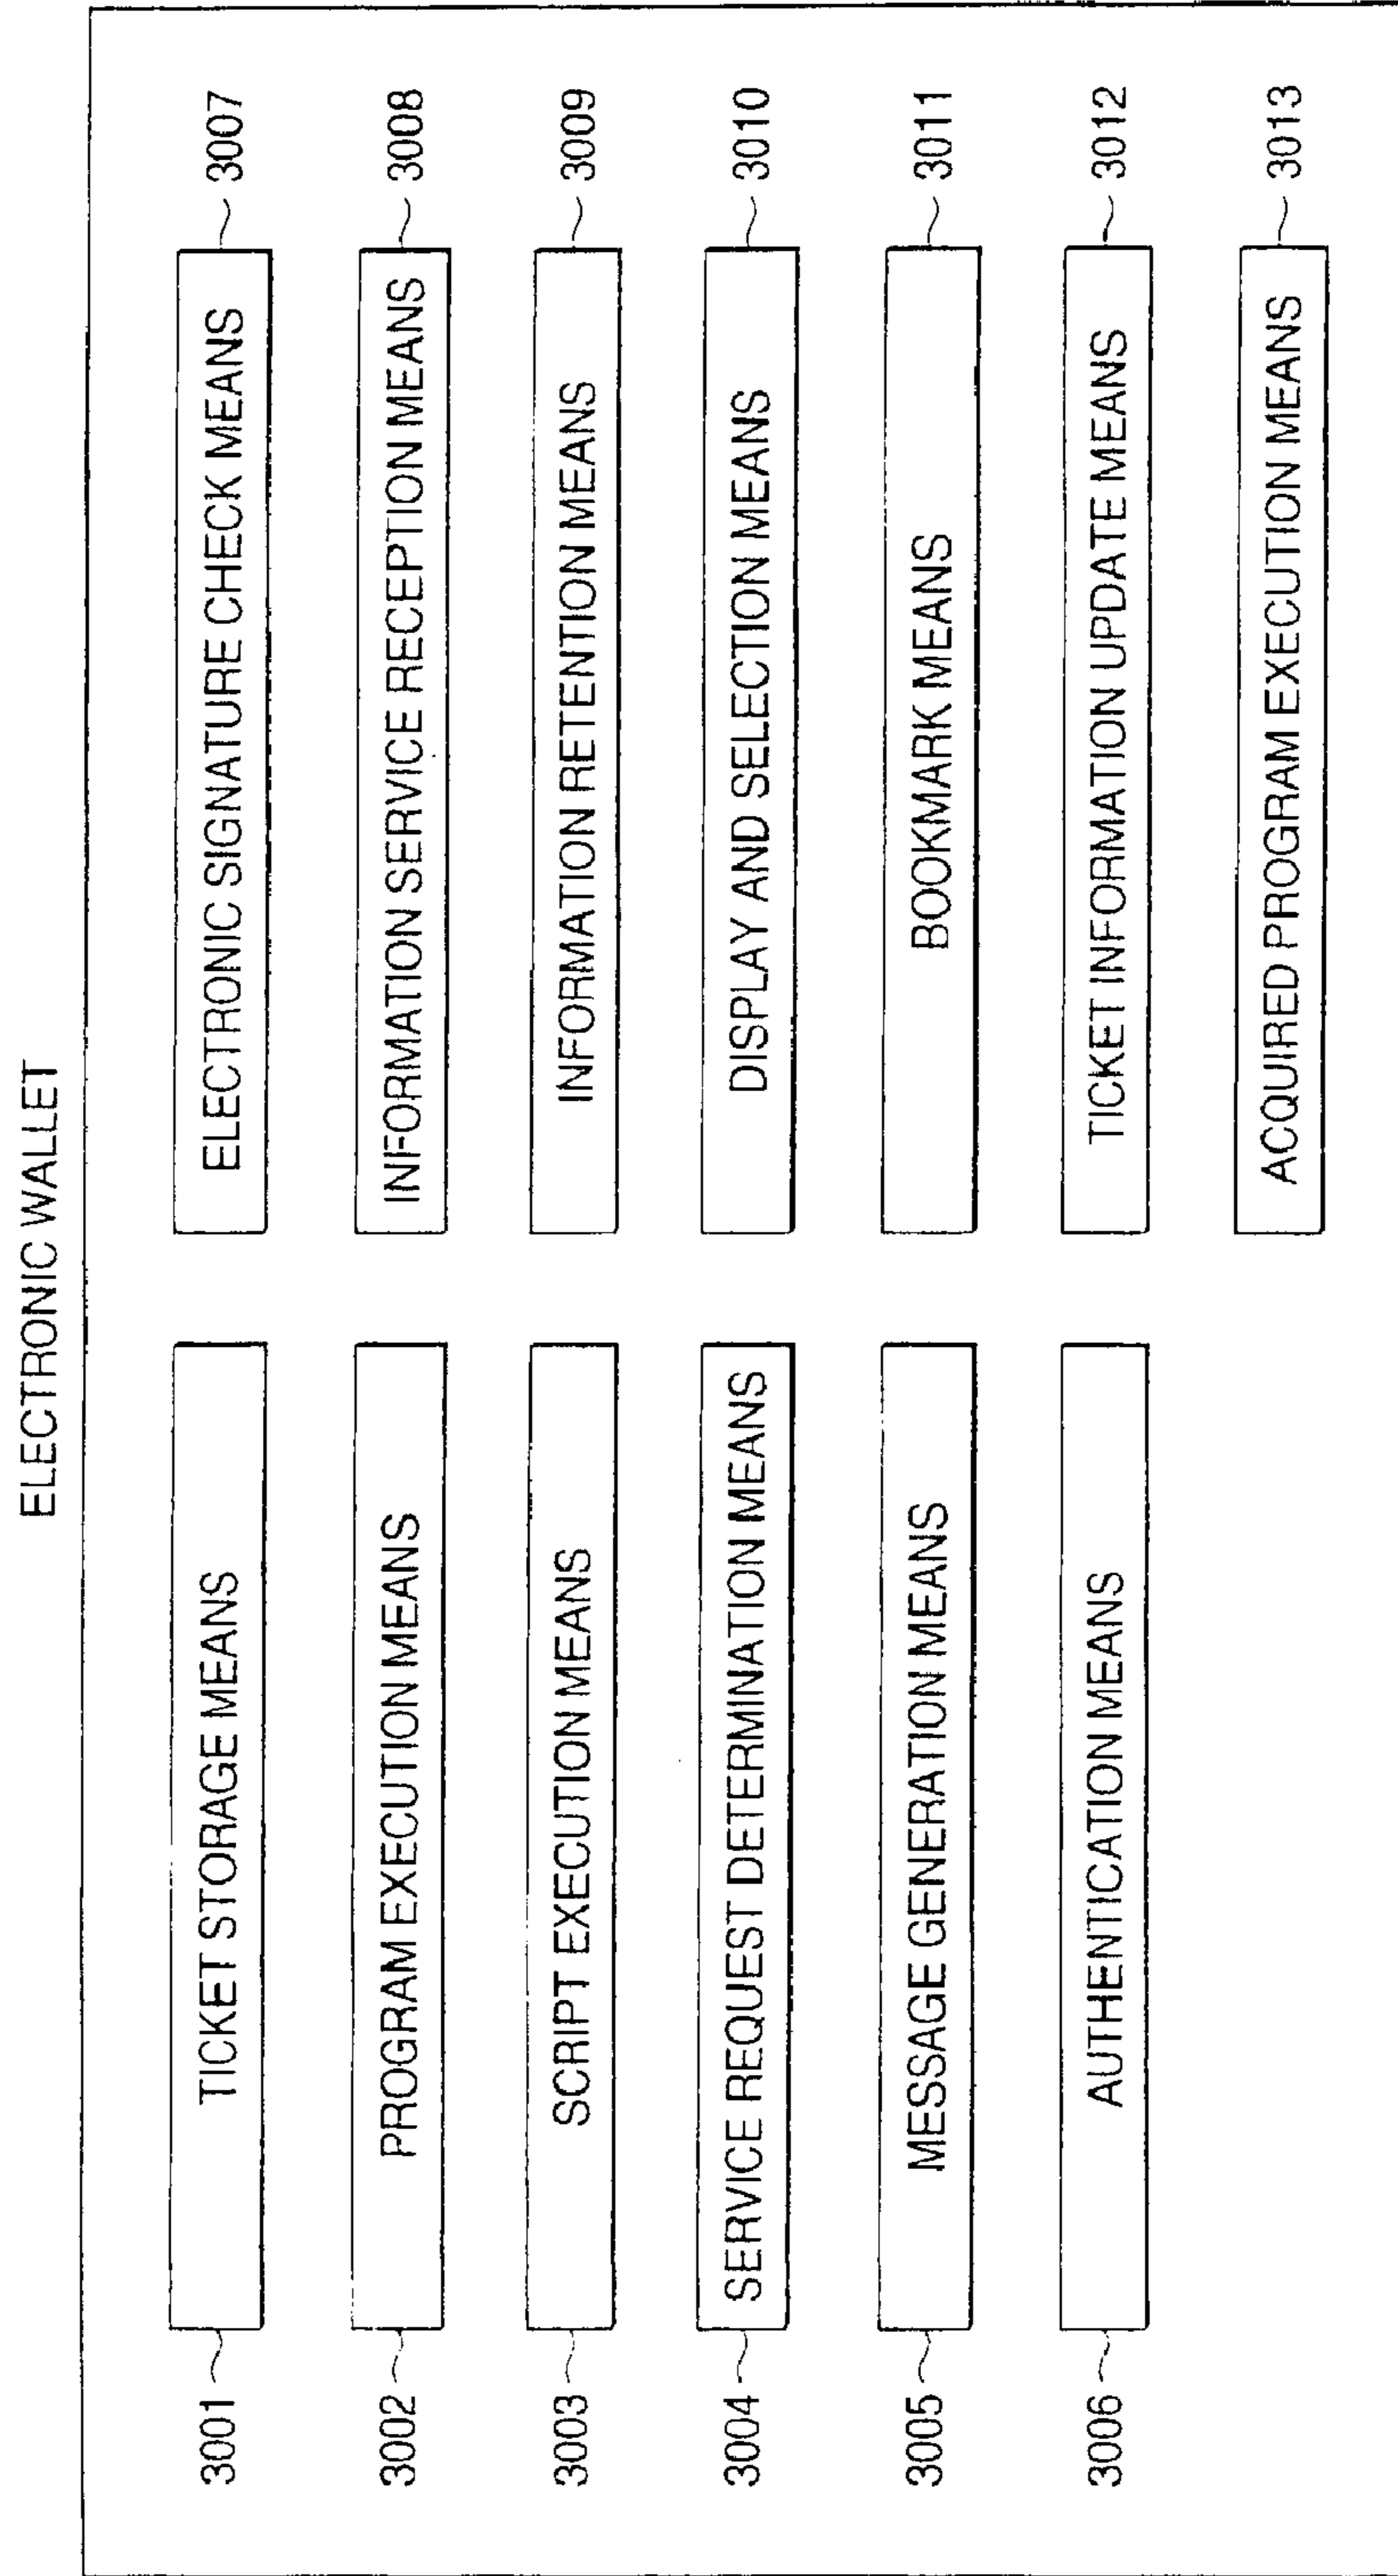 ELECTRONIC WALLET
3001 TICKET STORAGE MEANS
3002 PROGRAM EXECUTION MEANS
3003 SCRIPT EXECUTION MEANS
3004 SERVICE REQUEST DETERMINATION MEANS
3005 MESSAGE GENERATION MEANS
3006 AUTHENTICATION MEANS
ELECTRONIC SIGNATURE CHECK MEANS 3007
INFORMATION SERVICE RECEPTION MEANS 3008
INFORMATION RETENTION MEANS 3009
DISPLAY AND SELECTION MEANS 3010
BOOKMARK MEANS 3011
TICKET INFORMATION UPDATE MEANS 3012
ACQUIRED PROGRAM EXECUTION MEANS 3013